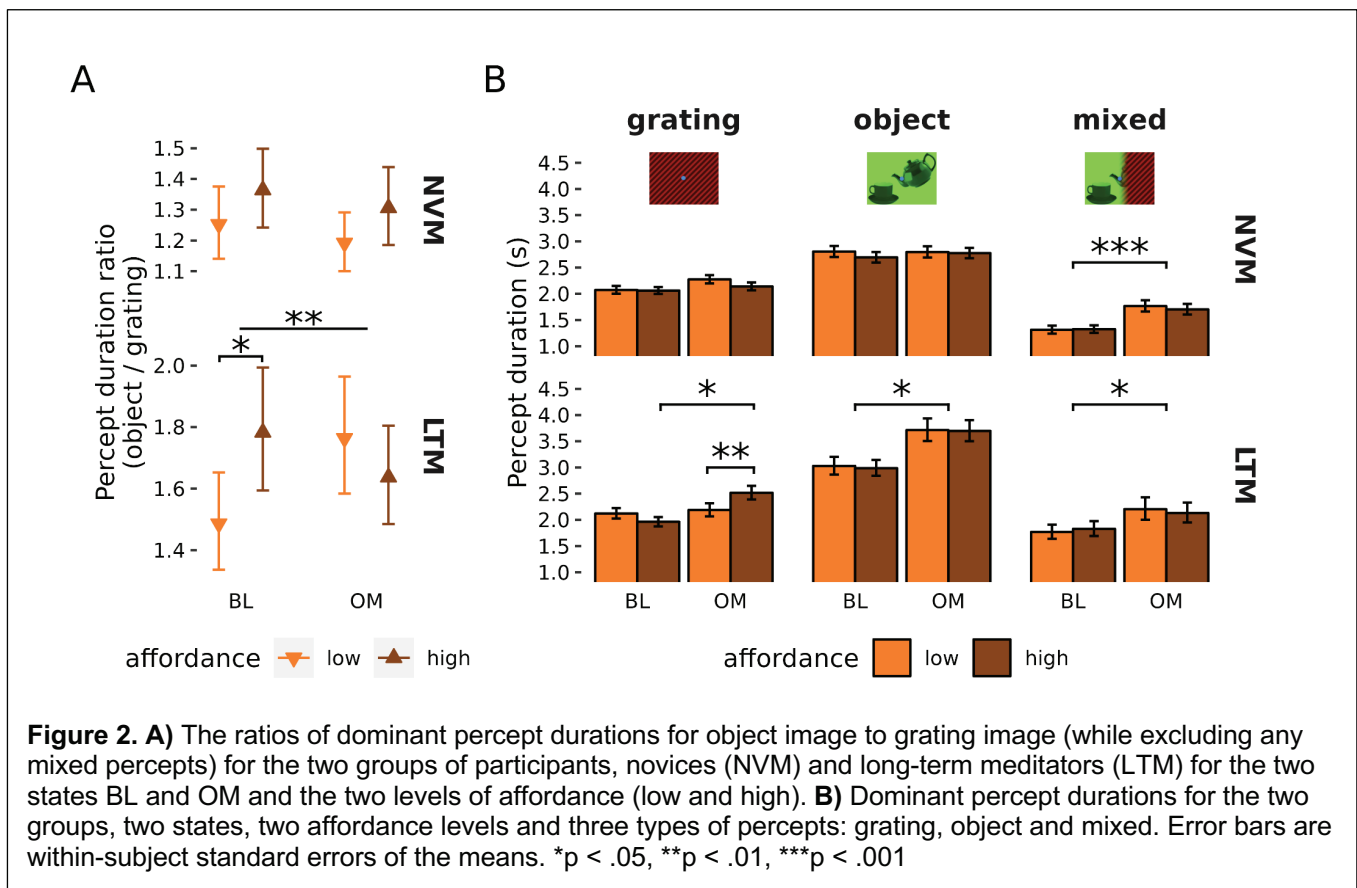 A
B
grating object mixed
Percept duration ratio
(object / grating)
1.5
1.4
1.3
1.2
1.1
NVM
**
*
2.0
1.8
1.6
1.4
LTM
BL OM
affordance low high
Percept duration (s)
4.5
4.0
3.5
3.0
2.5
2.0
1.5
1.0
***
NVM
4.5
4.0
3.5
3.0
2.5
2.0
1.5
1.0
* * *
**
LTM
BL OM BL OM BL OM
affordance low high
Figure 2. A) The ratios of dominant percept durations for object image to grating image (while excluding any
mixed percepts) for the two groups of participants, novices (NVM) and long-term meditators (LTM) for the two
states BL and OM and the two levels of affordance (low and high). B) Dominant percept durations for the two
groups, two states, two affordance levels and three types of percepts: grating, object and mixed. Error bars are
within-subject standard errors of the means. *p < .05, **p < .01, ***p < .001